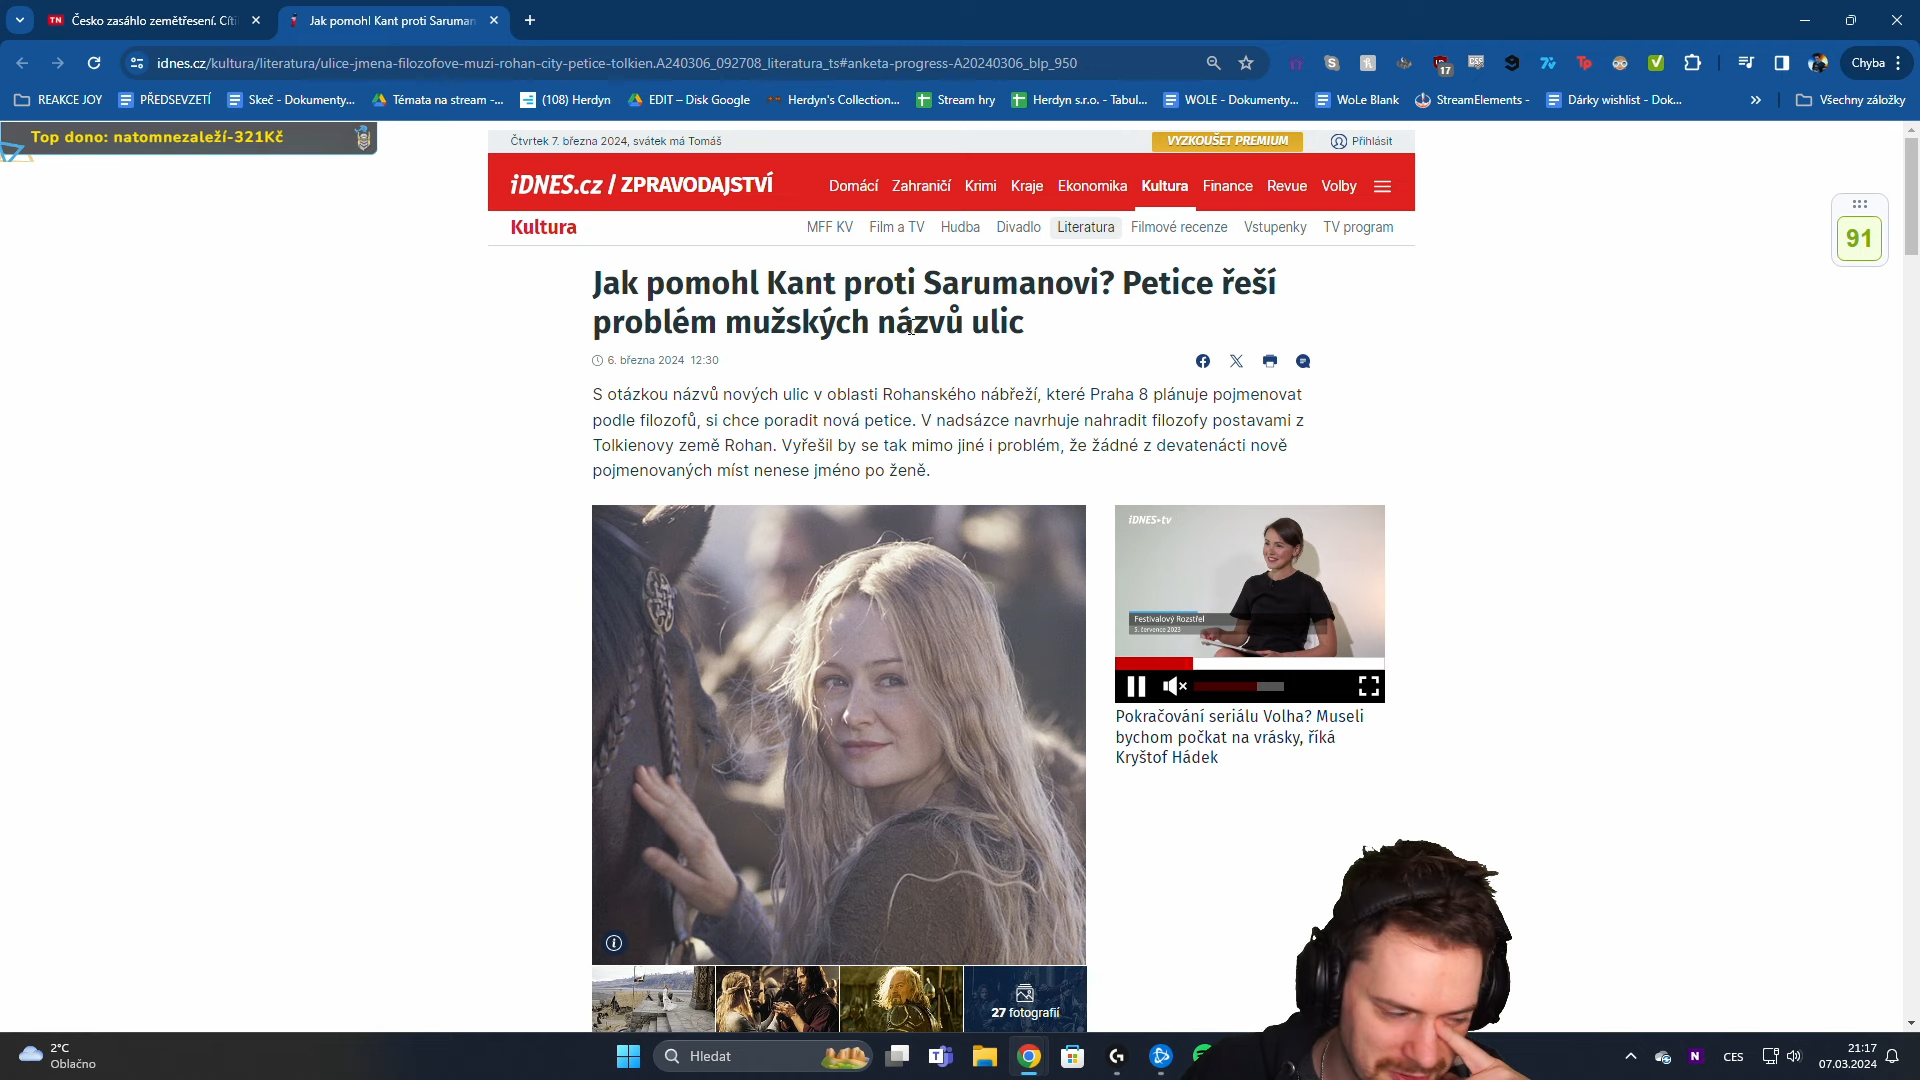 Česko zasáhlo zemětřesení. Cíti
Jak pomohl Kant proti Saruman
idnes.cz/kultura/literatura/ulice-jmena-filozofove-muzi-rohan-city-petice-tolkien.A240306_092708_literatura_ts#anketa-progress-A20240306_blp_950
17
Chyba
REAKCE JOY
PŘEDSEVZETÍ
Skeč - Dokumenty...
Témata na stream -...
(108) Herdyn
EDIT – Disk Google
Herdyn's Collection...
Stream hry
Herdyn s.r.o. - Tabul...
WOLE - Dokumenty...
WoLe Blank
StreamElements -
Dárky wishlist - Dok...
Všechny záložky
Top dono: natomnezaleží-321Kč
Čtvrtek 7. března 2024, svátek má Tomáš
VYZKOUŠET PREMIUM
Přihlásit
iDNES.cz / ZPRAVODAJSTVÍ
Domácí Zahraničí Krimi Kraje Ekonomika Kultura Finance Revue Volby
Kultura
MFF KV Film a TV Hudba Divadlo Literatura Filmové recenze Vstupenky TV program
91
Jak pomohl Kant proti Sarumanovi? Petice řeší
problém mužských názvů ulic
6. března 2024 12:30
S otázkou názvů nových ulic v oblasti Rohanského nábřeží, které Praha 8 plánuje pojmenovat
podle filozofů, si chce poradit nová petice. V nadsázce navrhuje nahradit filozofy postavami z
Tolkienovy země Rohan. Vyřešil by se tak mimo jiné i problém, že žádné z devatenácti nově
pojmenovaných míst nenese jméno po ženě.
iDNES•tv
Festivalový Rozstřel
5. července 2023
Pokračování seriálu Volha? Museli
bychom počkat na vrásky, říká
Kryštof Hádek
27 fotografií
2°C
Oblačno
Hledat
CES
21:17
07.03.2024